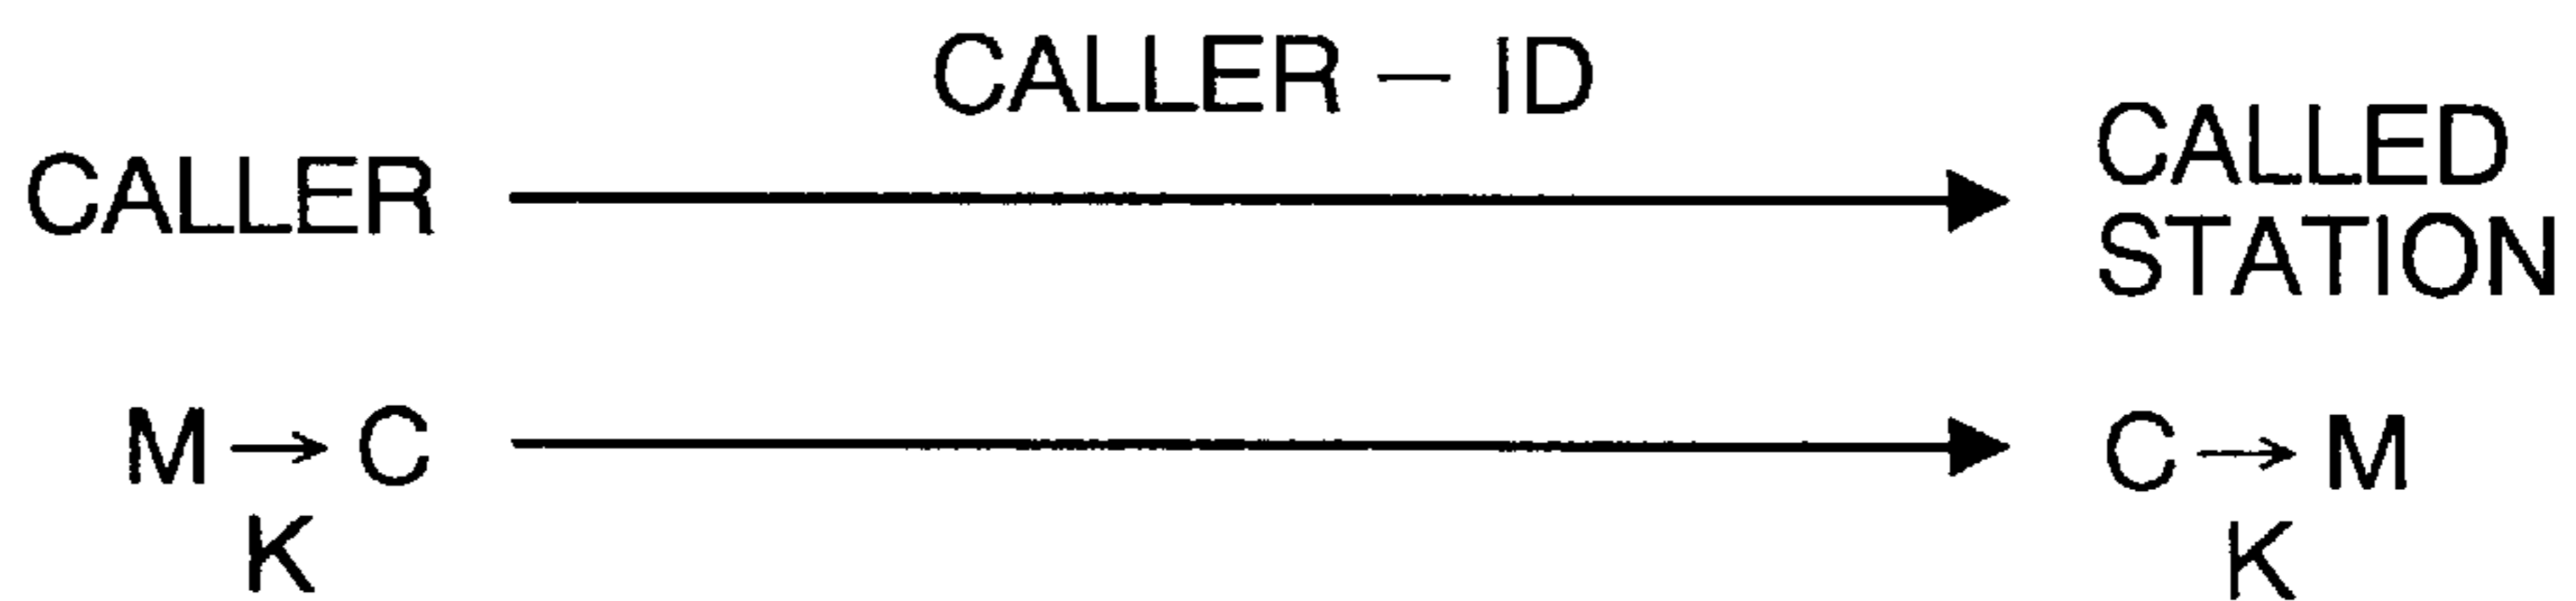 CALLER — ID
CALLER
CALLED
STATION
M → C
K
C → M
K